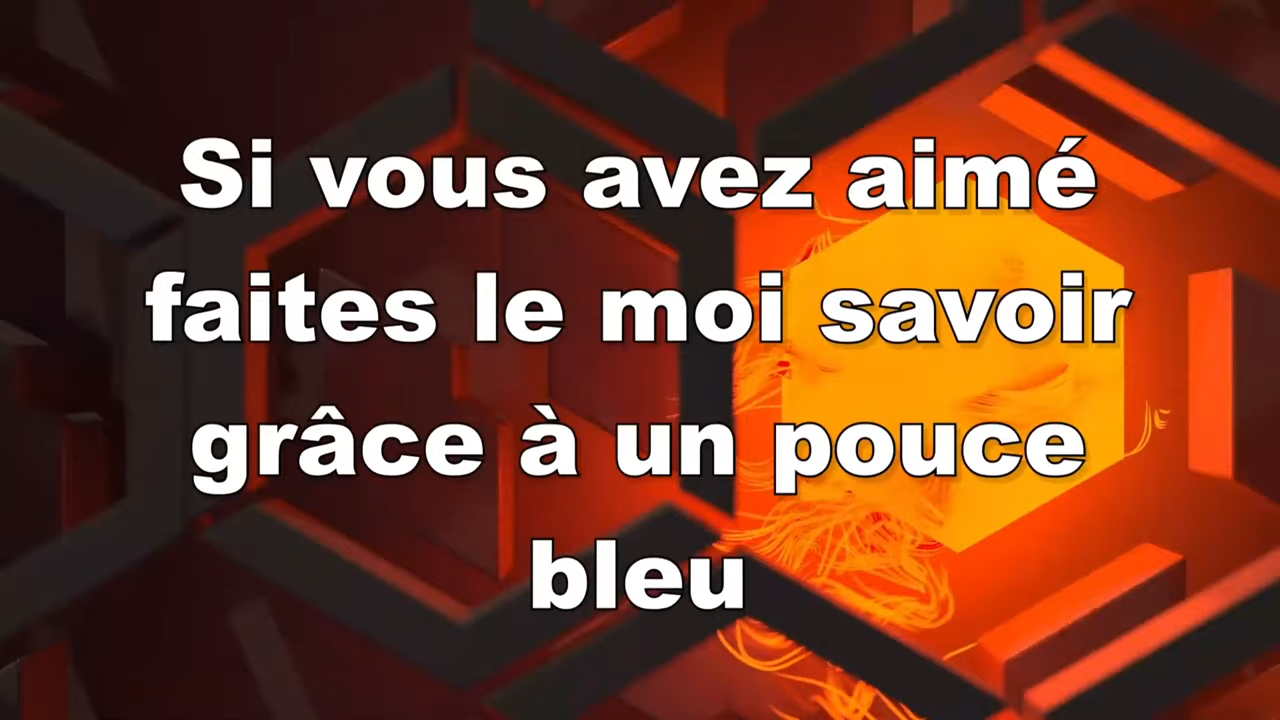 Si vous avez aimé
faites le moi savoir
grâce à un pouce
bleu